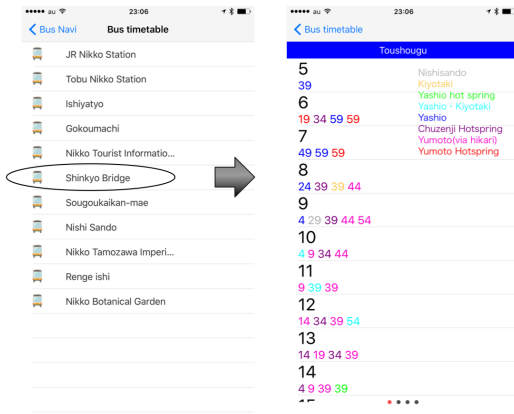 au 23:06
Bus Navi Bus timetable
JR Nikko Station
Tobu Nikko Station
Ishiyatyo
Gokoumachi
Nikko Tourist Informatio...
Shinkyo Bridge
Sougoukaikan-mae
Nishi Sando
Nikko Tamozawa Imperi...
Renge ishi
Nikko Botanical Garden
au 23:06
Bus timetable
Toushougu
5
39
6
19 34 59 59
7
49 59 59
8
24 39 39 44
9
4 29 39 44 54
10
4 9 34 44
11
9 39 39
12
14 34 39 54
13
14 19 34 39
14
4 9 39 39
15
Nishisando
Kiyotaki
Yashio hot spring
Yashio・Kiyotaki
Yashio
Chuzenji Hotspring
Yumoto(via hikari)
Yumoto Hotspring